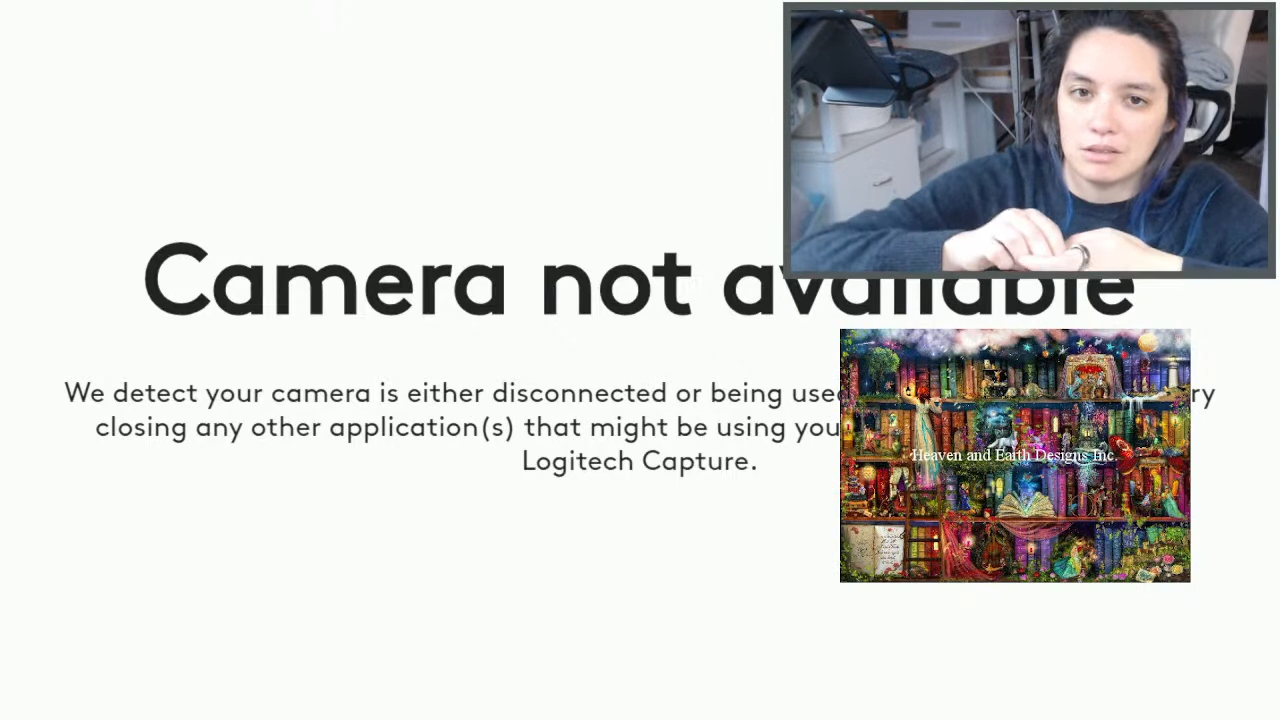 Camera not available
We detect your camera is either disconnected or being used ry
closing any other application(s) that might be using you
Logitech Capture.
Heaven and Earth Designs Inc.